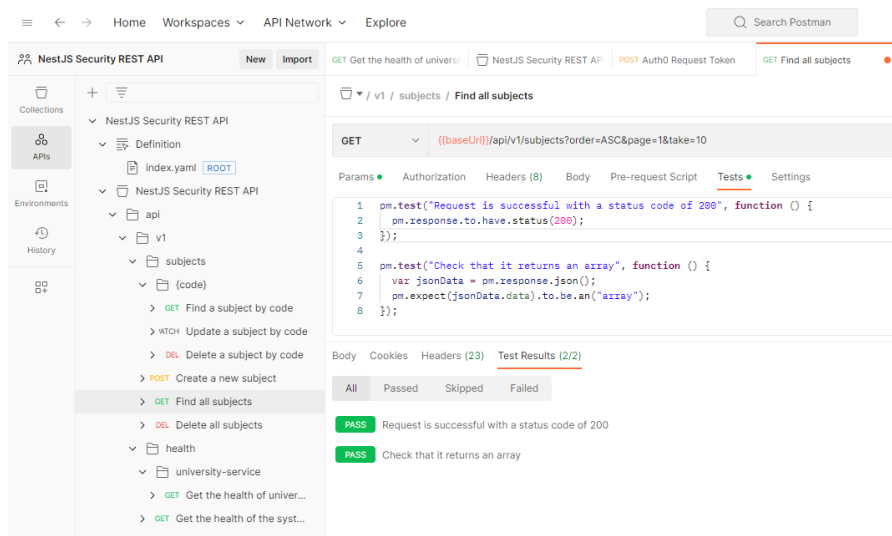 Home Workspaces API Network Explore Search Postman
NestJS Security REST API New Import
GET Get the health of univers POST Auth0 Request Token GET Find all subjects
NestJS Security REST AP
Collections
APIs
Environments
History
NestJS Security REST API
Definition
index.yaml ROOT
NestJS Security REST API
api
v1
subjects
{code}
GET Find a subject by code
ATCH Update a subject by code
DEL Delete a subject by code
POST Create a new subject
GET Find all subjects
DEL Delete all subjects
health
university-service
GET Get the health of univer...
GET Get the health of the syst...
/ v1 / subjects / Find all subjects
GET {{baseUrl}}/api/v1/subjects?order=ASC&page=1&take=10
Params Authorization Headers (8) Body Pre-request Script Tests Settings
1 pm.test("Request is successful with a status code of 200", function () {
2 pm.response.to.have.status(200);
3 });
4
5 pm.test("Check that it returns an array", function () {
6 var jsonData = pm.response.json();
7 pm.expect(jsonData.data).to.be.an("array");
8 });
Body Cookies Headers (23) Test Results (2/2)
All Passed Skipped Failed
PASS Request is successful with a status code of 200
PASS Check that it returns an array